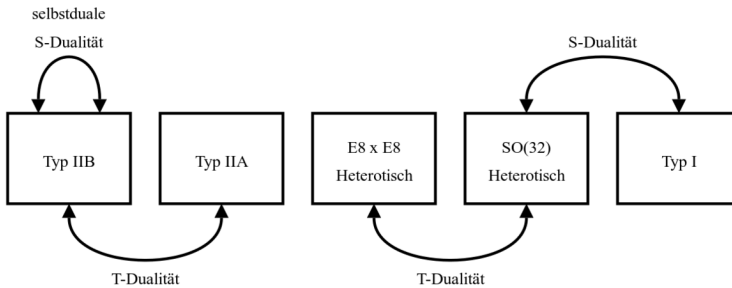 selbstduale
S-Dualität
S-Dualität
Typ IIB
Typ IIA
E8 x E8
Heterotisch
SO(32)
Heterotisch
Typ I
T-Dualität
T-Dualität